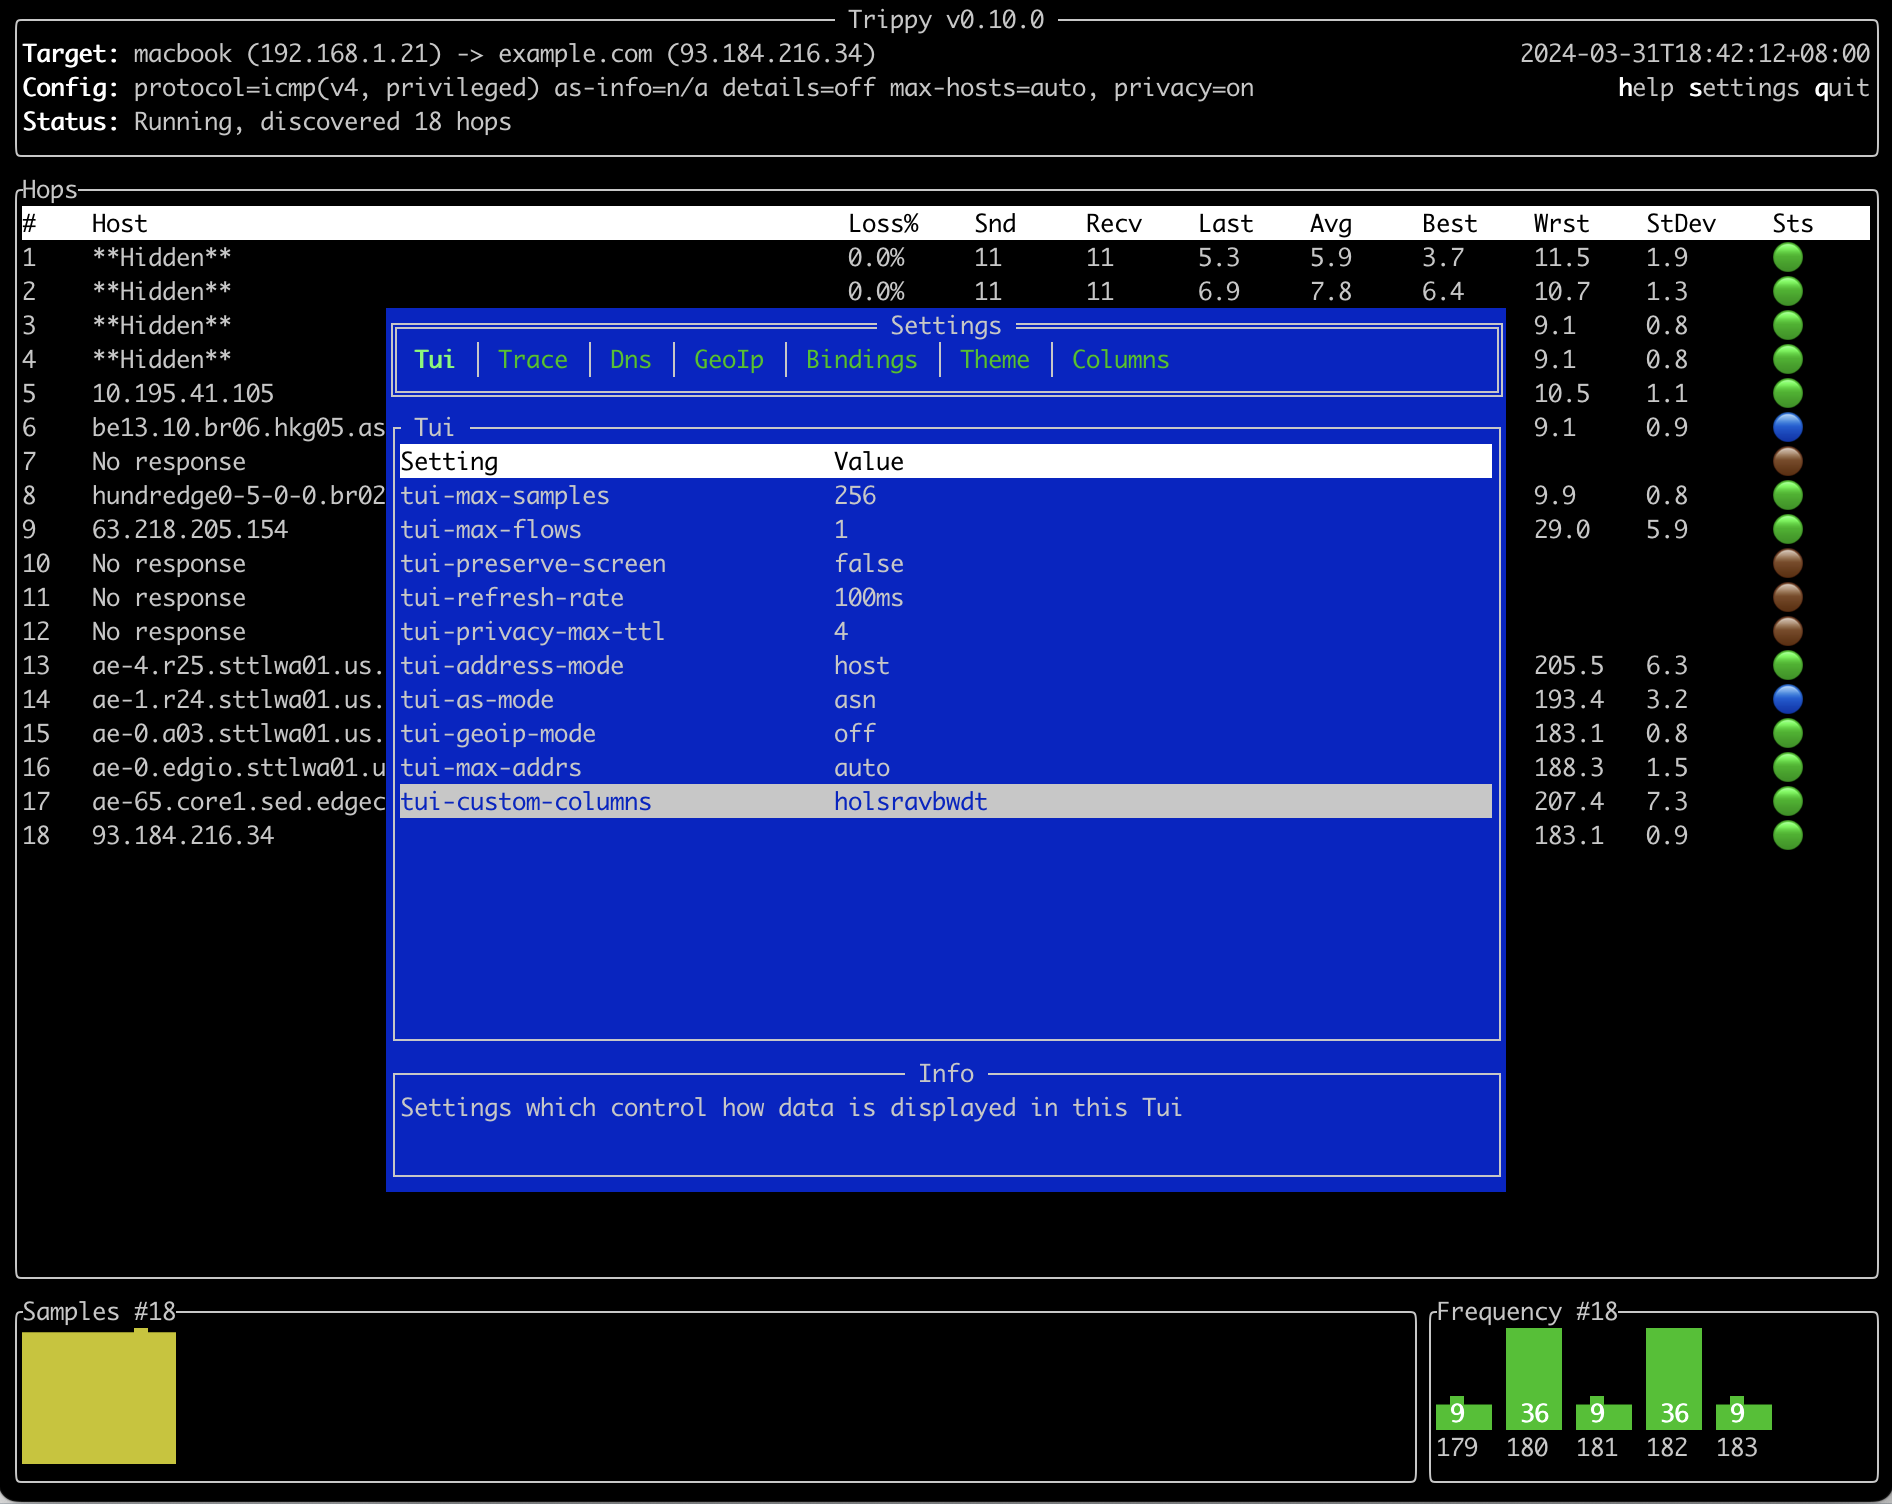 Trippy v0.10.0
Target: macbook (192.168.1.21) -> example.com (93.184.216.34) 2024-03-31T18:42:12+08:00
Config: protocol=icmp(v4, privileged) as-info=n/a details=off max-hosts=auto, privacy=on help settings quit
Status: Running, discovered 18 hops
Hops
# Host Loss% Snd Recv Last Avg Best Wrst StDev Sts
1 **Hidden** 0.0% 11 11 5.3 5.9 3.7 11.5 1.9
2 **Hidden** 0.0% 11 11 6.9 7.8 6.4 10.7 1.3
3 **Hidden** 9.1 0.8
4 **Hidden** 9.1 0.8
5 10.195.41.105 10.5 1.1
6 be13.10.br06.hkg05.as 9.1 0.9
7 No response
8 hundredge0-5-0-0.br02 9.9 0.8
9 63.218.205.154 29.0 5.9
10 No response
11 No response
12 No response
13 ae-4.r25.sttlwa01.us. 205.5 6.3
14 ae-1.r24.sttlwa01.us. 193.4 3.2
15 ae-0.a03.sttlwa01.us. 183.1 0.8
16 ae-0.edgio.sttlwa01.u 188.3 1.5
17 ae-65.core1.sed.edgec 207.4 7.3
18 93.184.216.34 183.1 0.9
Settings
Tui Trace Dns GeoIp Bindings Theme Columns
Tui
Setting Value
tui-max-samples 256
tui-max-flows 1
tui-preserve-screen false
tui-refresh-rate 100ms
tui-privacy-max-ttl 4
tui-address-mode host
tui-as-mode asn
tui-geoip-mode off
tui-max-addrs auto
tui-custom-columns holsravbwdt
Info
Settings which control how data is displayed in this Tui
Samples #18
Frequency #18
9 36 9 36 9
179 180 181 182 183